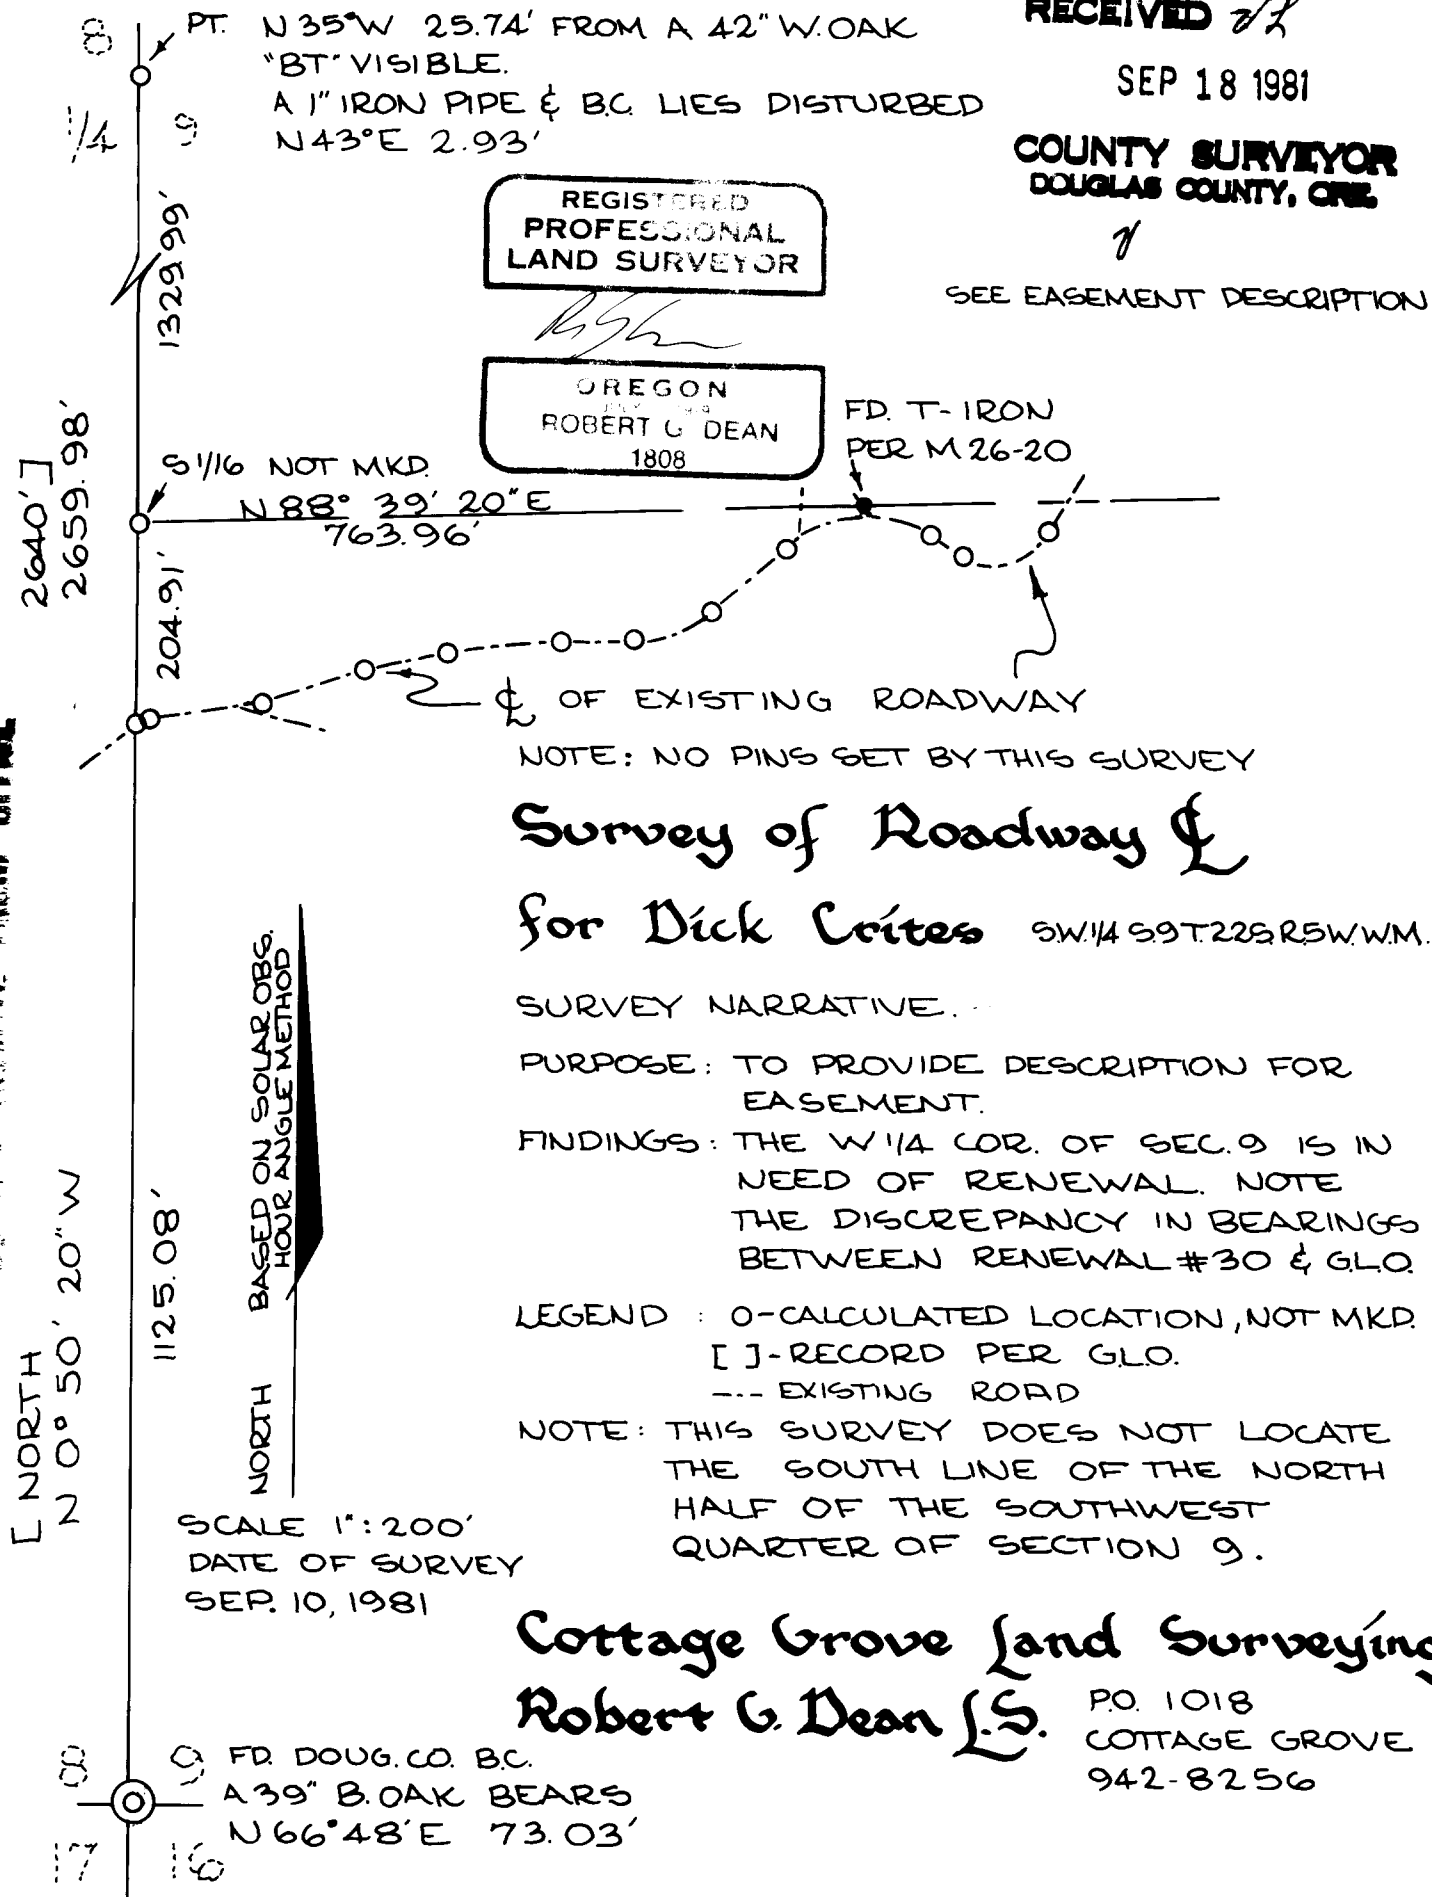 8
PT. N 35°W 25.74' FROM A 42" W. OAK
"BT" VISIBLE.
A 1" IRON PIPE & B.C. LIES DISTURBED
N 43°E 2.93'
1/4 9
RECEIVED
SEP 18 1981
COUNTY SURVEYOR
DOUGLAS COUNTY, ORE.
SEE EASEMENT DESCRIPTION
REGISTERED
PROFESSIONAL
LAND SURVEYOR
OREGON
ROBERT G DEAN
1808
1329.99'
FD. T-IRON
PER M 26-20
S 1/16 NOT MKD.
N 88° 39' 20" E
763.96'
2640' ]
2659.98'
204.91'
℄ OF EXISTING ROADWAY
NOTE: NO PINS SET BY THIS SURVEY
Survey of Roadway ℄
for Dick Crites S.W. 1/4 S.9 T.22S. R.5W. W.M.
SURVEY NARRATIVE.
PURPOSE: TO PROVIDE DESCRIPTION FOR
EASEMENT.
FINDINGS: THE W 1/4 COR. OF SEC. 9 IS IN
NEED OF RENEWAL. NOTE
THE DISCREPANCY IN BEARINGS
BETWEEN RENEWAL #30 & G.L.O.
LEGEND : O-CALCULATED LOCATION, NOT MKD.
[ ]-RECORD PER G.L.O.
-·-- EXISTING ROAD
NOTE: THIS SURVEY DOES NOT LOCATE
THE SOUTH LINE OF THE NORTH
HALF OF THE SOUTHWEST
QUARTER OF SECTION 9.
[ NORTH
N 0° 50' 20" W
1125.08'
NORTH BASED ON SOLAR OBS.
HOUR ANGLE METHOD
SCALE 1": 200'
DATE OF SURVEY
SEP. 10, 1981
Cottage Grove Land Surveying
Robert G. Dean L.S.
P.O. 1018
COTTAGE GROVE
942-8256
8 9
FD. DOUG. CO. B.C.
A 39" B. OAK BEARS
N 66°48'E 73.03'
17 16